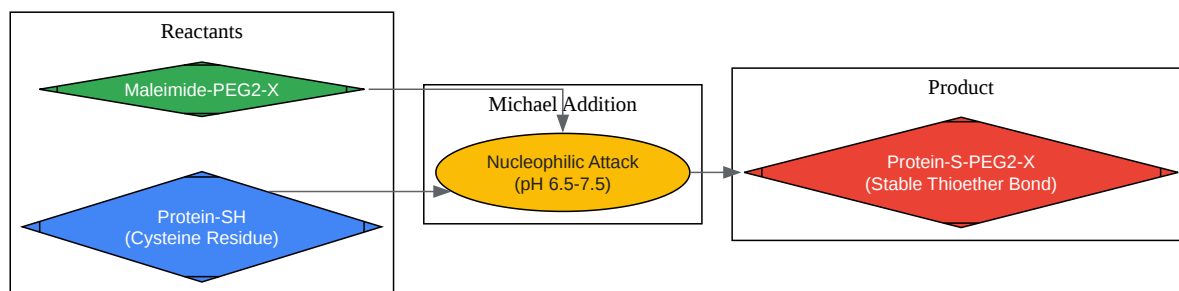 Reactants
Maleimide-PEG2-X
Protein-SH
(Cysteine Residue)
Michael Addition
Nucleophilic Attack
(pH 6.5-7.5)
Product
Protein-S-PEG2-X
(Stable Thioether Bond)